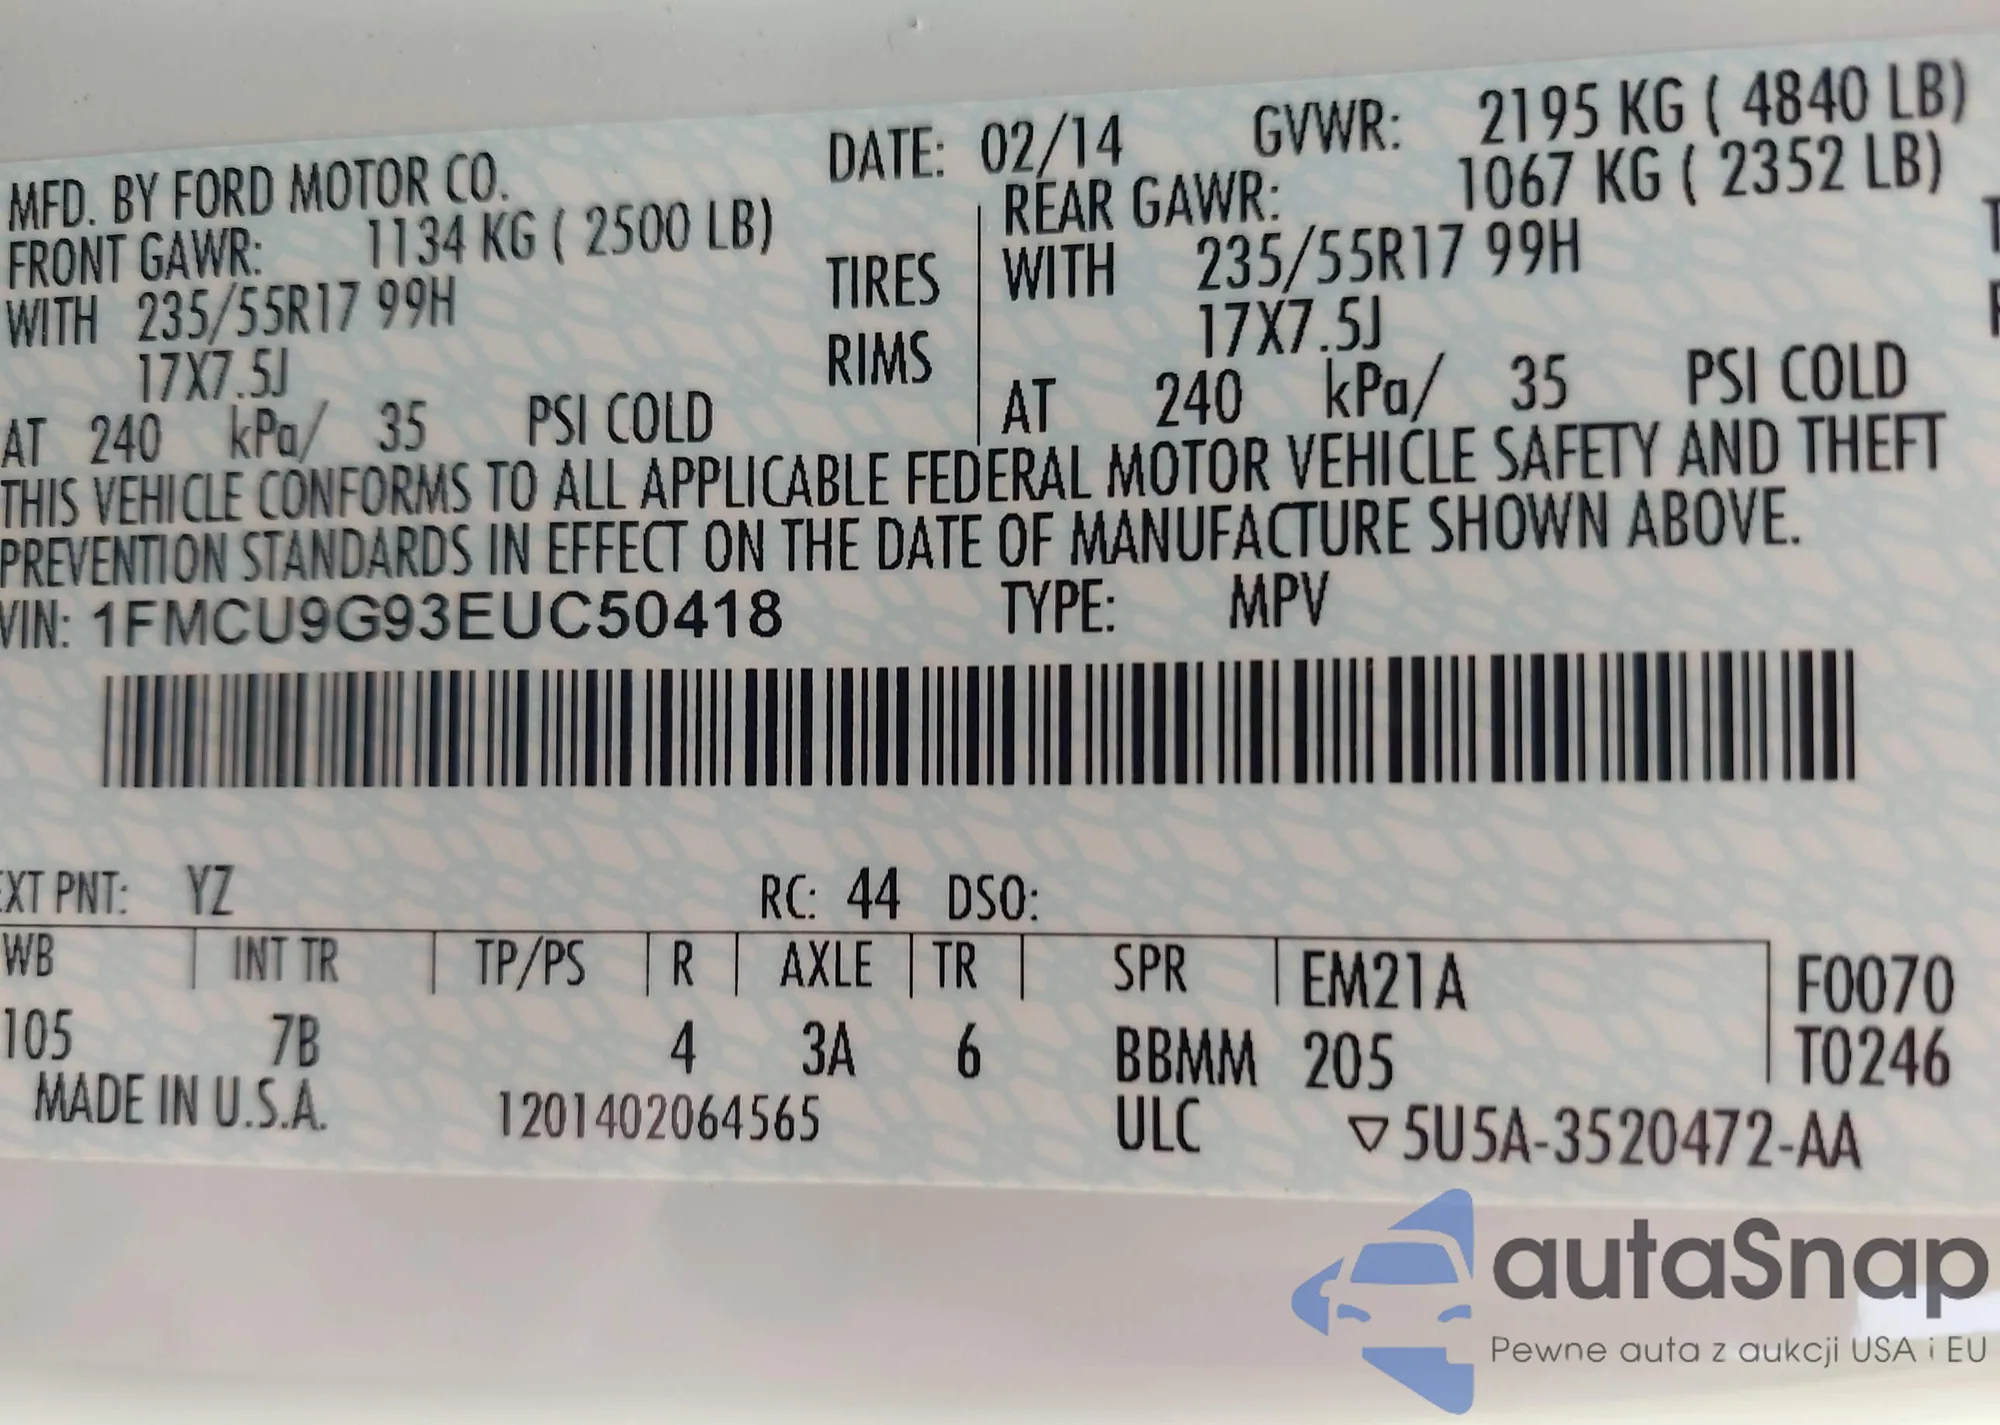 MFD. BY FORD MOTOR CO. DATE: 02/14 GVWR: 2195 KG ( 4840 LB)
FRONT GAWR: 1134 KG ( 2500 LB) REAR GAWR: 1067 KG ( 2352 LB)
WITH 235/55R17 99H TIRES WITH 235/55R17 99H
17X7.5J RIMS 17X7.5J
AT 240 kPa/ 35 PSI COLD AT 240 kPa/ 35 PSI COLD
THIS VEHICLE CONFORMS TO ALL APPLICABLE FEDERAL MOTOR VEHICLE SAFETY AND THEFT
PREVENTION STANDARDS IN EFFECT ON THE DATE OF MANUFACTURE SHOWN ABOVE.
VIN: 1FMCU9G93EUC50418 TYPE: MPV
EXT PNT: YZ RC: 44 DSO:
WB INT TR TP/PS R AXLE TR SPR EM21A F0070
105 7B 4 3A 6 BBMM 205 T0246
MADE IN U.S.A. 1201402064565 ULC ▽5U5A-3520472-AA
autaSnap
Pewne auta z aukcji USA i EU